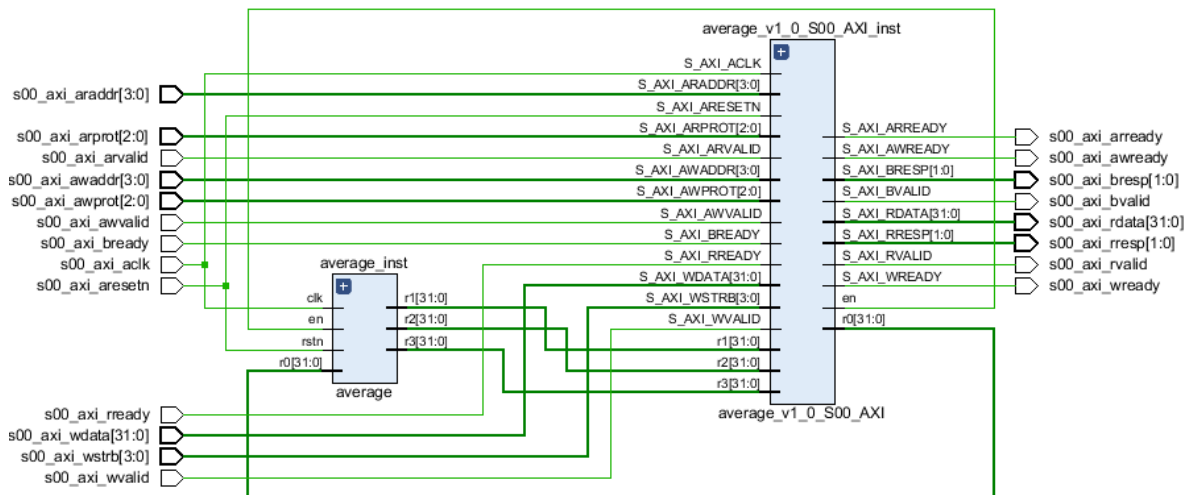 average_v1_0_S00_AXI_inst
S_AXI_ACLK
s00_axi_araddr[3:0]
S_AXI_ARADDR[3:0]
S_AXI_ARESETN
s00_axi_arprot[2:0]
S_AXI_ARPROT[2:0]
S_AXI_ARREADY
s00_axi_arready
s00_axi_arvalid
S_AXI_ARVALID
S_AXI_AWREADY
s00_axi_awready
s00_axi_awaddr[3:0]
S_AXI_AWADDR[3:0]
S_AXI_BRESP[1:0]
s00_axi_bresp[1:0]
s00_axi_awprot[2:0]
S_AXI_AWPROT[2:0]
S_AXI_BVALID
s00_axi_bvalid
s00_axi_awvalid
S_AXI_AWVALID
S_AXI_RDATA[31:0]
s00_axi_rdata[31:0]
s00_axi_bready
S_AXI_BREADY
S_AXI_RRESP[1:0]
s00_axi_rresp[1:0]
s00_axi_aclk
average_inst
S_AXI_RREADY
S_AXI_RVALID
s00_axi_rvalid
s00_axi_aresetn
S_AXI_WDATA[31:0]
S_AXI_WREADY
s00_axi_wready
clk
r1[31:0]
S_AXI_WSTRB[3:0]
en
en
r2[31:0]
S_AXI_WVALID
r0[31:0]
rstn
r3[31:0]
r1[31:0]
r0[31:0]
r2[31:0]
average
r3[31:0]
s00_axi_rready
average_v1_0_S00_AXI
s00_axi_wdata[31:0]
s00_axi_wstrb[3:0]
s00_axi_wvalid